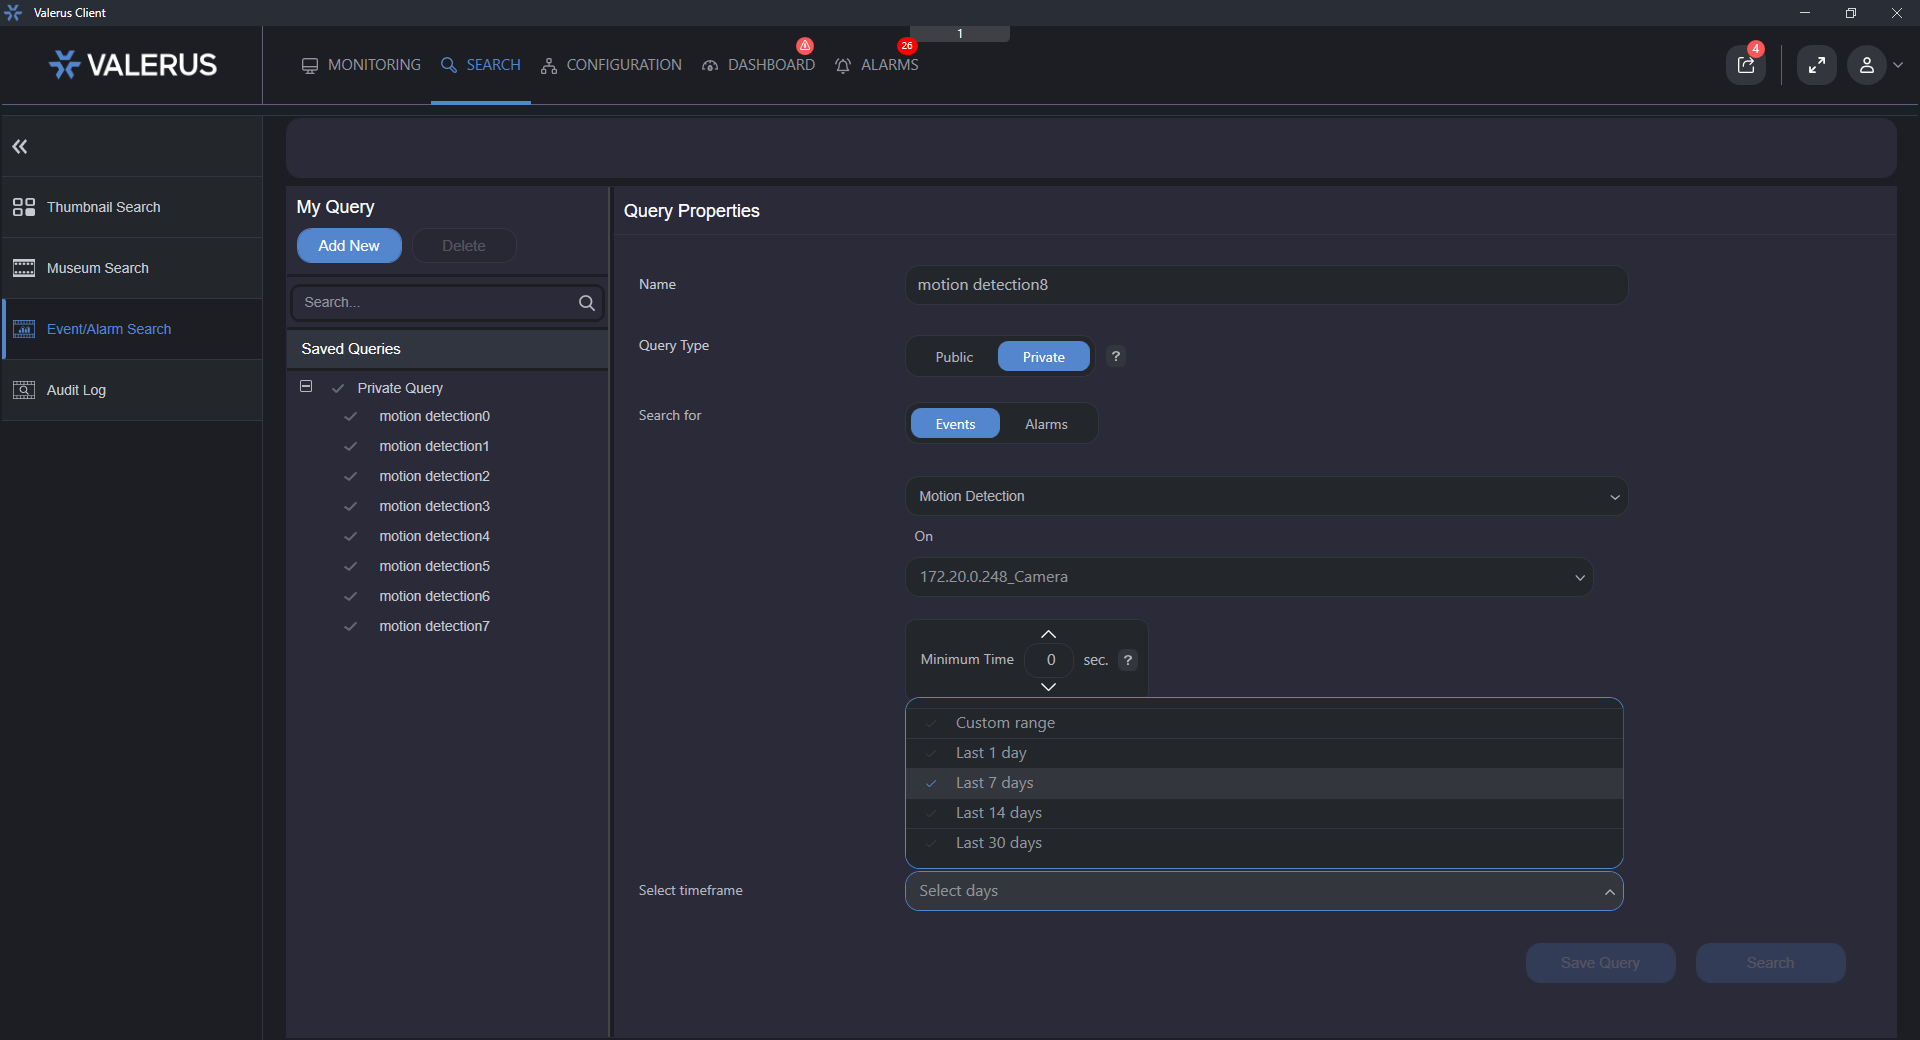 Valerus Client
1
VALERUS
MONITORING
SEARCH
CONFIGURATION
DASHBOARD
26
ALARMS
4
Thumbnail Search
Museum Search
Event/Alarm Search
Audit Log
My Query
Add New
Delete
Search...
Saved Queries
Private Query
motion detection0
motion detection1
motion detection2
motion detection3
motion detection4
motion detection5
motion detection6
motion detection7
Query Properties
Name
motion detection8
Query Type
Public
Private
?
Search for
Events
Alarms
Motion Detection
On
172.20.0.248_Camera
Minimum Time
0
sec.
?
Custom range
Last 1 day
Last 7 days
Last 14 days
Last 30 days
Select timeframe
Select days
Save Query
Search